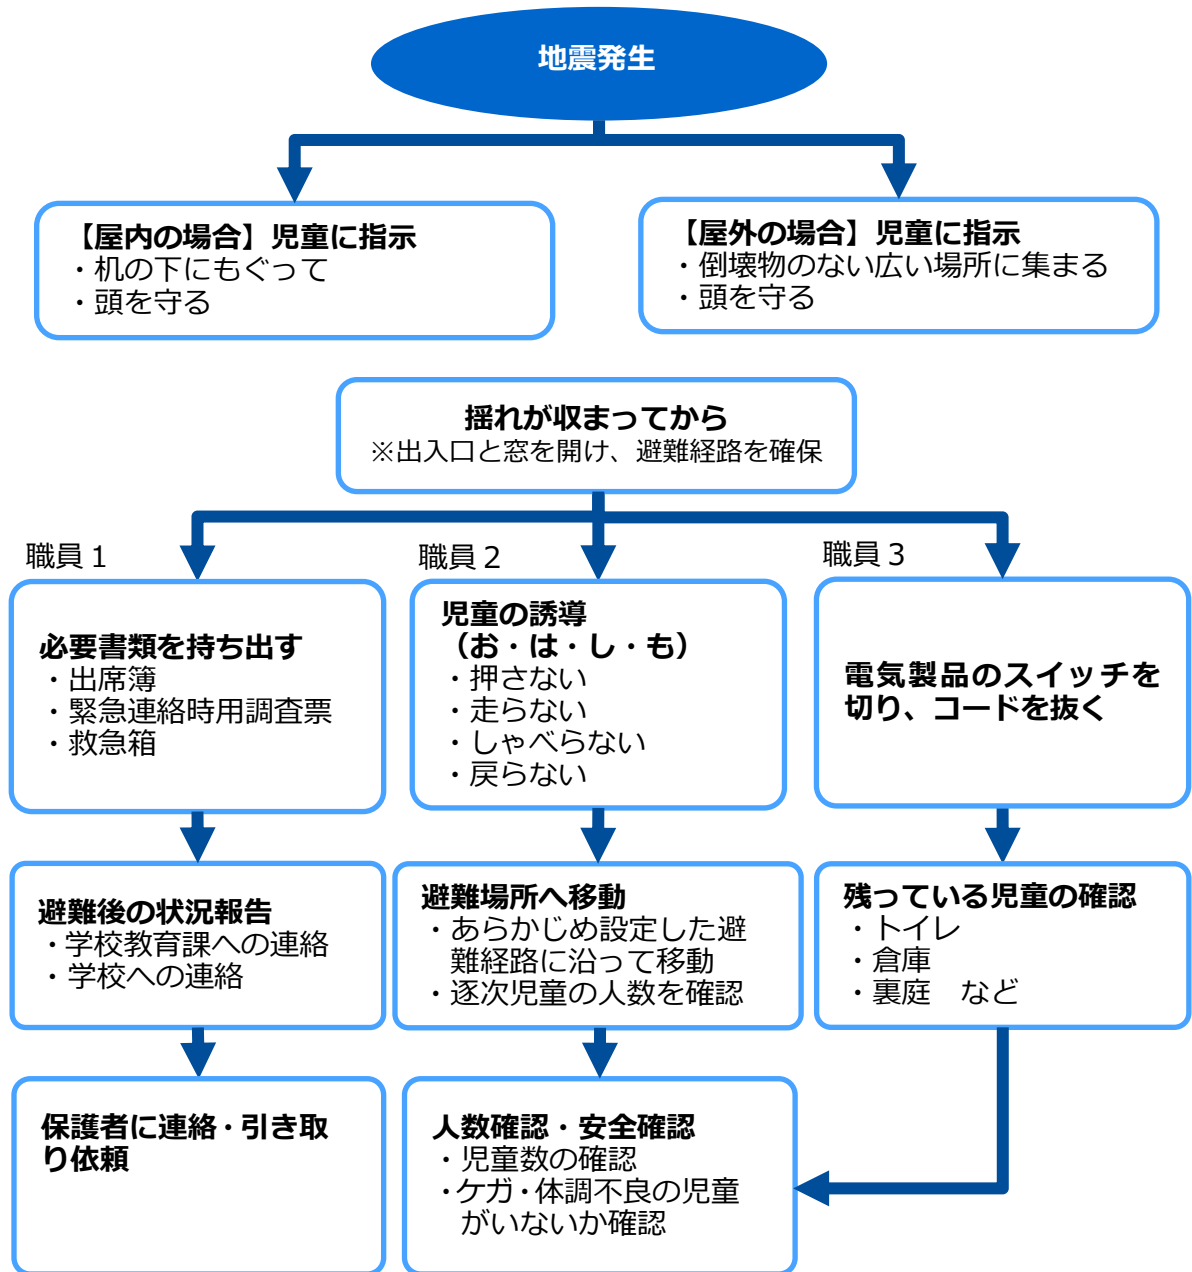 地震発生
【屋内の場合】児童に指示
・机の下にもぐって
・頭を守る
【屋外の場合】児童に指示
・倒壊物のない広い場所に集まる
・頭を守る
揺れが収まってから
※出入口と窓を開け、避難経路を確保
職員１
必要書類を持ち出す
・出席簿
・緊急連絡時用調査票
・救急箱
職員２
児童の誘導
（お・は・し・も）
・押さない
・走らない
・しゃべらない
・戻らない
職員３
電気製品のスイッチを
切り、コードを抜く
避難後の状況報告
・学校教育課への連絡
・学校への連絡
避難場所へ移動
・あらかじめ設定した避
難経路に沿って移動
・逐次児童の人数を確認
残っている児童の確認
・トイレ
・倉庫
・裏庭　など
保護者に連絡・引き取
り依頼
人数確認・安全確認
・児童数の確認
・ケガ・体調不良の児童
がいないか確認